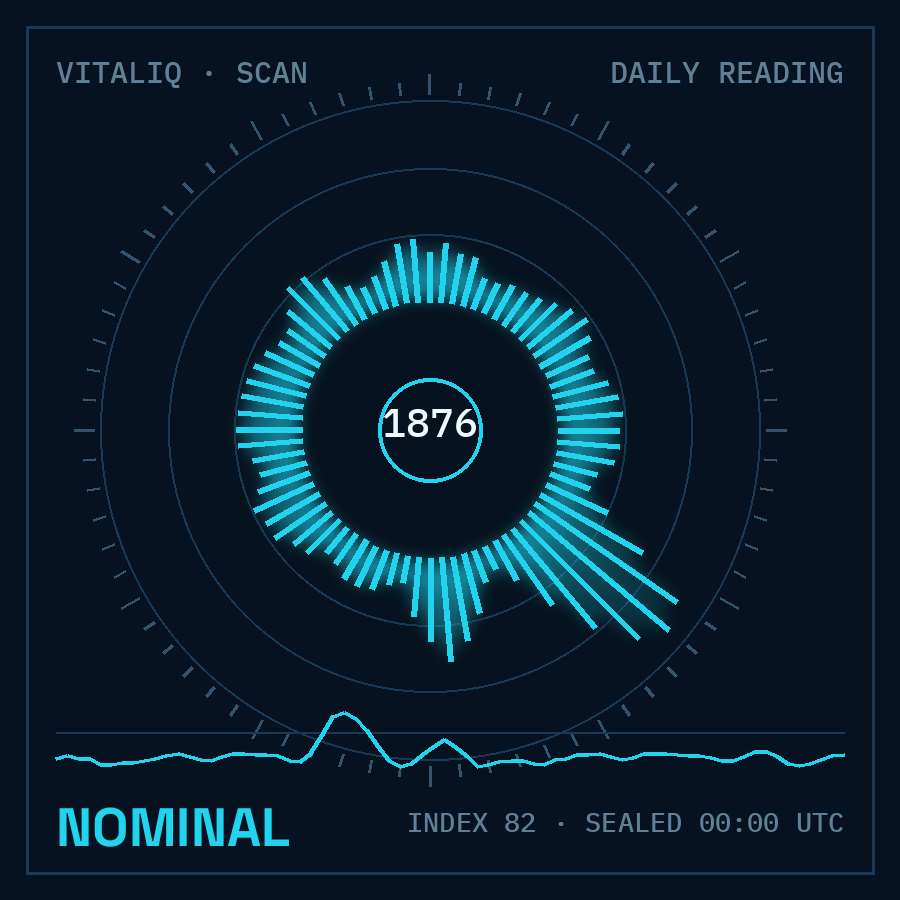 VITALIQ · SCAN
DAILY READING
1876
NOMINAL
INDEX 82 · SEALED 00:00 UTC